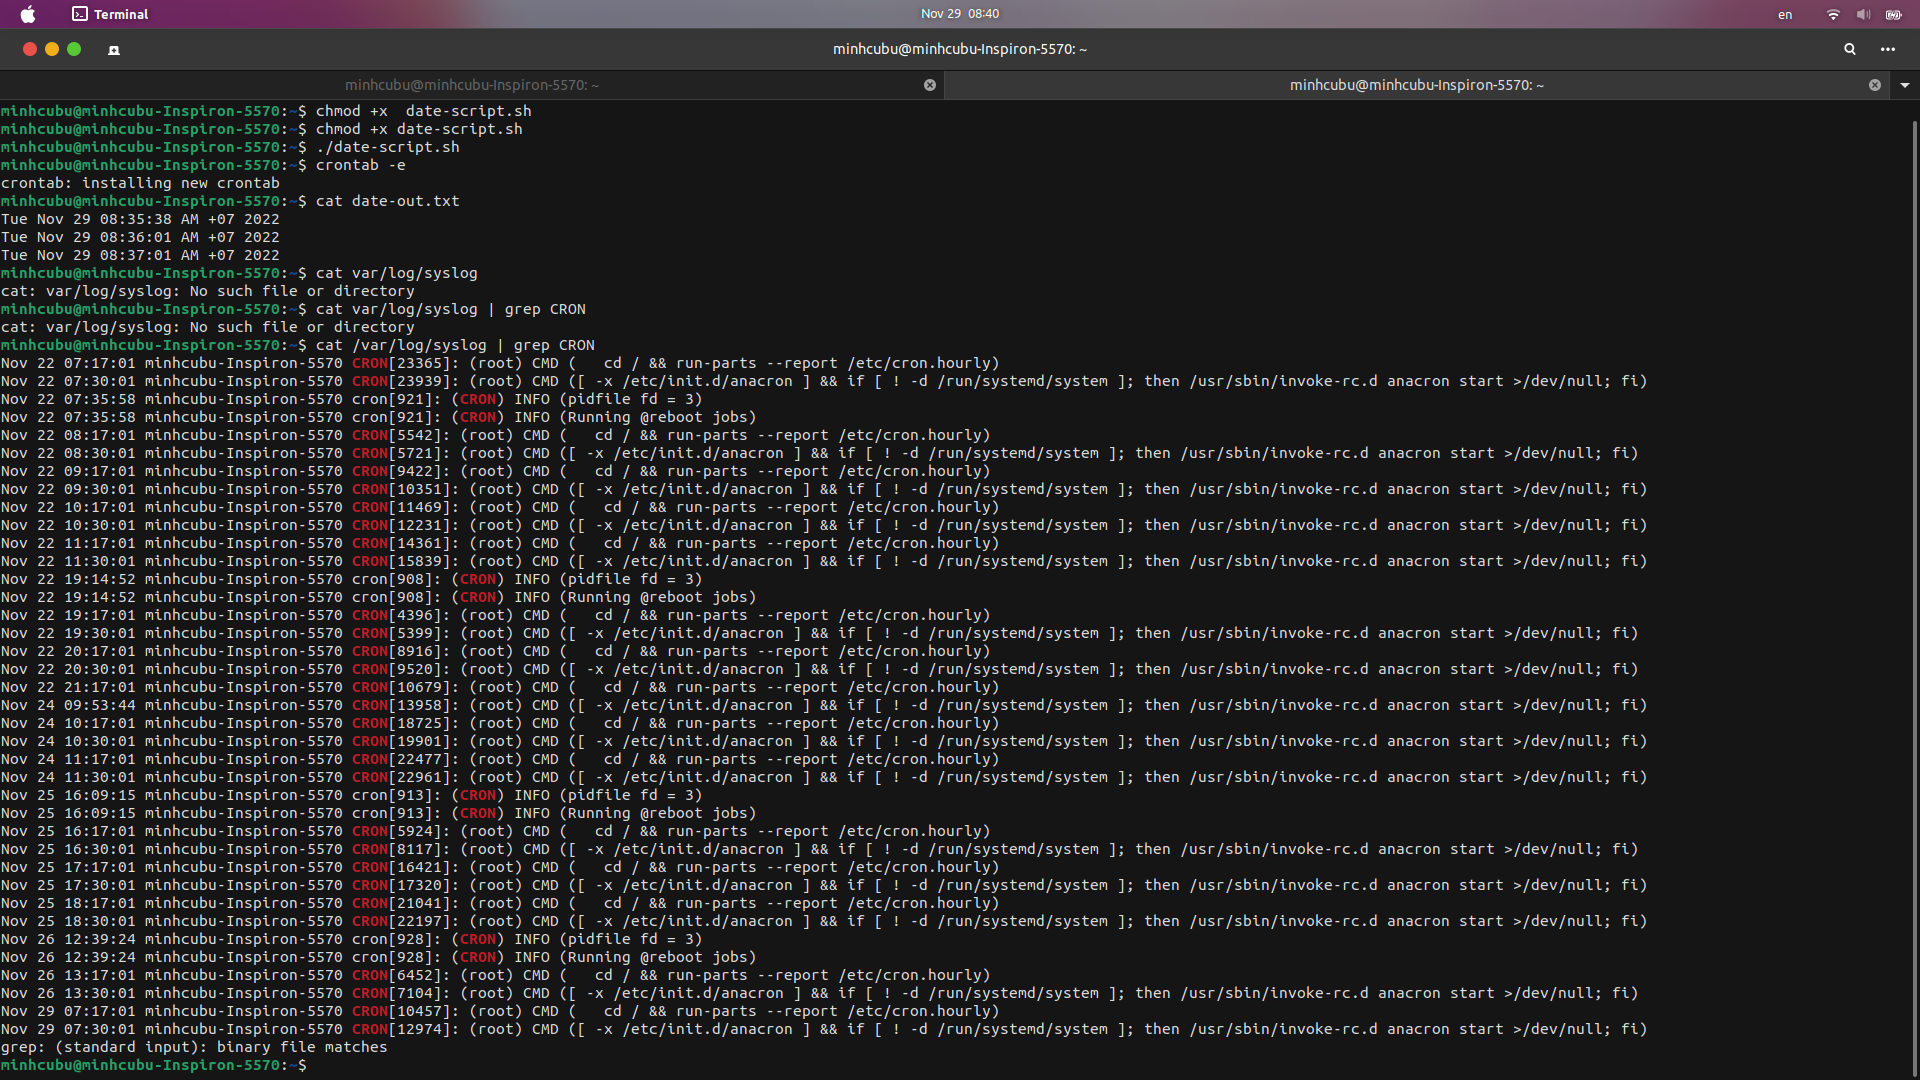 Terminal
Nov 29 08:40
en
minhcubu@minhcubu-Inspiron-5570: ~
minhcubu@minhcubu-Inspiron-5570: ~
minhcubu@minhcubu-Inspiron-5570: ~
minhcubu@minhcubu-Inspiron-5570:~$ chmod +x  date-script.sh
minhcubu@minhcubu-Inspiron-5570:~$ chmod +x date-script.sh
minhcubu@minhcubu-Inspiron-5570:~$ ./date-script.sh
minhcubu@minhcubu-Inspiron-5570:~$ crontab -e
crontab: installing new crontab
minhcubu@minhcubu-Inspiron-5570:~$ cat date-out.txt
Tue Nov 29 08:35:38 AM +07 2022
Tue Nov 29 08:36:01 AM +07 2022
Tue Nov 29 08:37:01 AM +07 2022
minhcubu@minhcubu-Inspiron-5570:~$ cat var/log/syslog
cat: var/log/syslog: No such file or directory
minhcubu@minhcubu-Inspiron-5570:~$ cat var/log/syslog | grep CRON
cat: var/log/syslog: No such file or directory
minhcubu@minhcubu-Inspiron-5570:~$ cat /var/log/syslog | grep CRON
Nov 22 07:17:01 minhcubu-Inspiron-5570 CRON[23365]: (root) CMD (   cd / && run-parts --report /etc/cron.hourly)
Nov 22 07:30:01 minhcubu-Inspiron-5570 CRON[23939]: (root) CMD ([ -x /etc/init.d/anacron ] && if [ ! -d /run/systemd/system ]; then /usr/sbin/invoke-rc.d anacron start >/dev/null; fi)
Nov 22 07:35:58 minhcubu-Inspiron-5570 cron[921]: (CRON) INFO (pidfile fd = 3)
Nov 22 07:35:58 minhcubu-Inspiron-5570 cron[921]: (CRON) INFO (Running @reboot jobs)
Nov 22 08:17:01 minhcubu-Inspiron-5570 CRON[5542]: (root) CMD (   cd / && run-parts --report /etc/cron.hourly)
Nov 22 08:30:01 minhcubu-Inspiron-5570 CRON[5721]: (root) CMD ([ -x /etc/init.d/anacron ] && if [ ! -d /run/systemd/system ]; then /usr/sbin/invoke-rc.d anacron start >/dev/null; fi)
Nov 22 09:17:01 minhcubu-Inspiron-5570 CRON[9422]: (root) CMD (   cd / && run-parts --report /etc/cron.hourly)
Nov 22 09:30:01 minhcubu-Inspiron-5570 CRON[10351]: (root) CMD ([ -x /etc/init.d/anacron ] && if [ ! -d /run/systemd/system ]; then /usr/sbin/invoke-rc.d anacron start >/dev/null; fi)
Nov 22 10:17:01 minhcubu-Inspiron-5570 CRON[11469]: (root) CMD (   cd / && run-parts --report /etc/cron.hourly)
Nov 22 10:30:01 minhcubu-Inspiron-5570 CRON[12231]: (root) CMD ([ -x /etc/init.d/anacron ] && if [ ! -d /run/systemd/system ]; then /usr/sbin/invoke-rc.d anacron start >/dev/null; fi)
Nov 22 11:17:01 minhcubu-Inspiron-5570 CRON[14361]: (root) CMD (   cd / && run-parts --report /etc/cron.hourly)
Nov 22 11:30:01 minhcubu-Inspiron-5570 CRON[15839]: (root) CMD ([ -x /etc/init.d/anacron ] && if [ ! -d /run/systemd/system ]; then /usr/sbin/invoke-rc.d anacron start >/dev/null; fi)
Nov 22 19:14:52 minhcubu-Inspiron-5570 cron[908]: (CRON) INFO (pidfile fd = 3)
Nov 22 19:14:52 minhcubu-Inspiron-5570 cron[908]: (CRON) INFO (Running @reboot jobs)
Nov 22 19:17:01 minhcubu-Inspiron-5570 CRON[4396]: (root) CMD (   cd / && run-parts --report /etc/cron.hourly)
Nov 22 19:30:01 minhcubu-Inspiron-5570 CRON[5399]: (root) CMD ([ -x /etc/init.d/anacron ] && if [ ! -d /run/systemd/system ]; then /usr/sbin/invoke-rc.d anacron start >/dev/null; fi)
Nov 22 20:17:01 minhcubu-Inspiron-5570 CRON[8916]: (root) CMD (   cd / && run-parts --report /etc/cron.hourly)
Nov 22 20:30:01 minhcubu-Inspiron-5570 CRON[9520]: (root) CMD ([ -x /etc/init.d/anacron ] && if [ ! -d /run/systemd/system ]; then /usr/sbin/invoke-rc.d anacron start >/dev/null; fi)
Nov 22 21:17:01 minhcubu-Inspiron-5570 CRON[10679]: (root) CMD (   cd / && run-parts --report /etc/cron.hourly)
Nov 24 09:53:44 minhcubu-Inspiron-5570 CRON[13958]: (root) CMD ([ -x /etc/init.d/anacron ] && if [ ! -d /run/systemd/system ]; then /usr/sbin/invoke-rc.d anacron start >/dev/null; fi)
Nov 24 10:17:01 minhcubu-Inspiron-5570 CRON[18725]: (root) CMD (   cd / && run-parts --report /etc/cron.hourly)
Nov 24 10:30:01 minhcubu-Inspiron-5570 CRON[19901]: (root) CMD ([ -x /etc/init.d/anacron ] && if [ ! -d /run/systemd/system ]; then /usr/sbin/invoke-rc.d anacron start >/dev/null; fi)
Nov 24 11:17:01 minhcubu-Inspiron-5570 CRON[22477]: (root) CMD (   cd / && run-parts --report /etc/cron.hourly)
Nov 24 11:30:01 minhcubu-Inspiron-5570 CRON[22961]: (root) CMD ([ -x /etc/init.d/anacron ] && if [ ! -d /run/systemd/system ]; then /usr/sbin/invoke-rc.d anacron start >/dev/null; fi)
Nov 25 16:09:15 minhcubu-Inspiron-5570 cron[913]: (CRON) INFO (pidfile fd = 3)
Nov 25 16:09:15 minhcubu-Inspiron-5570 cron[913]: (CRON) INFO (Running @reboot jobs)
Nov 25 16:17:01 minhcubu-Inspiron-5570 CRON[5924]: (root) CMD (   cd / && run-parts --report /etc/cron.hourly)
Nov 25 16:30:01 minhcubu-Inspiron-5570 CRON[8117]: (root) CMD ([ -x /etc/init.d/anacron ] && if [ ! -d /run/systemd/system ]; then /usr/sbin/invoke-rc.d anacron start >/dev/null; fi)
Nov 25 17:17:01 minhcubu-Inspiron-5570 CRON[16421]: (root) CMD (   cd / && run-parts --report /etc/cron.hourly)
Nov 25 17:30:01 minhcubu-Inspiron-5570 CRON[17320]: (root) CMD ([ -x /etc/init.d/anacron ] && if [ ! -d /run/systemd/system ]; then /usr/sbin/invoke-rc.d anacron start >/dev/null; fi)
Nov 25 18:17:01 minhcubu-Inspiron-5570 CRON[21041]: (root) CMD (   cd / && run-parts --report /etc/cron.hourly)
Nov 25 18:30:01 minhcubu-Inspiron-5570 CRON[22197]: (root) CMD ([ -x /etc/init.d/anacron ] && if [ ! -d /run/systemd/system ]; then /usr/sbin/invoke-rc.d anacron start >/dev/null; fi)
Nov 26 12:39:24 minhcubu-Inspiron-5570 cron[928]: (CRON) INFO (pidfile fd = 3)
Nov 26 12:39:24 minhcubu-Inspiron-5570 cron[928]: (CRON) INFO (Running @reboot jobs)
Nov 26 13:17:01 minhcubu-Inspiron-5570 CRON[6452]: (root) CMD (   cd / && run-parts --report /etc/cron.hourly)
Nov 26 13:30:01 minhcubu-Inspiron-5570 CRON[7104]: (root) CMD ([ -x /etc/init.d/anacron ] && if [ ! -d /run/systemd/system ]; then /usr/sbin/invoke-rc.d anacron start >/dev/null; fi)
Nov 29 07:17:01 minhcubu-Inspiron-5570 CRON[10457]: (root) CMD (   cd / && run-parts --report /etc/cron.hourly)
Nov 29 07:30:01 minhcubu-Inspiron-5570 CRON[12974]: (root) CMD ([ -x /etc/init.d/anacron ] && if [ ! -d /run/systemd/system ]; then /usr/sbin/invoke-rc.d anacron start >/dev/null; fi)
grep: (standard input): binary file matches
minhcubu@minhcubu-Inspiron-5570:~$